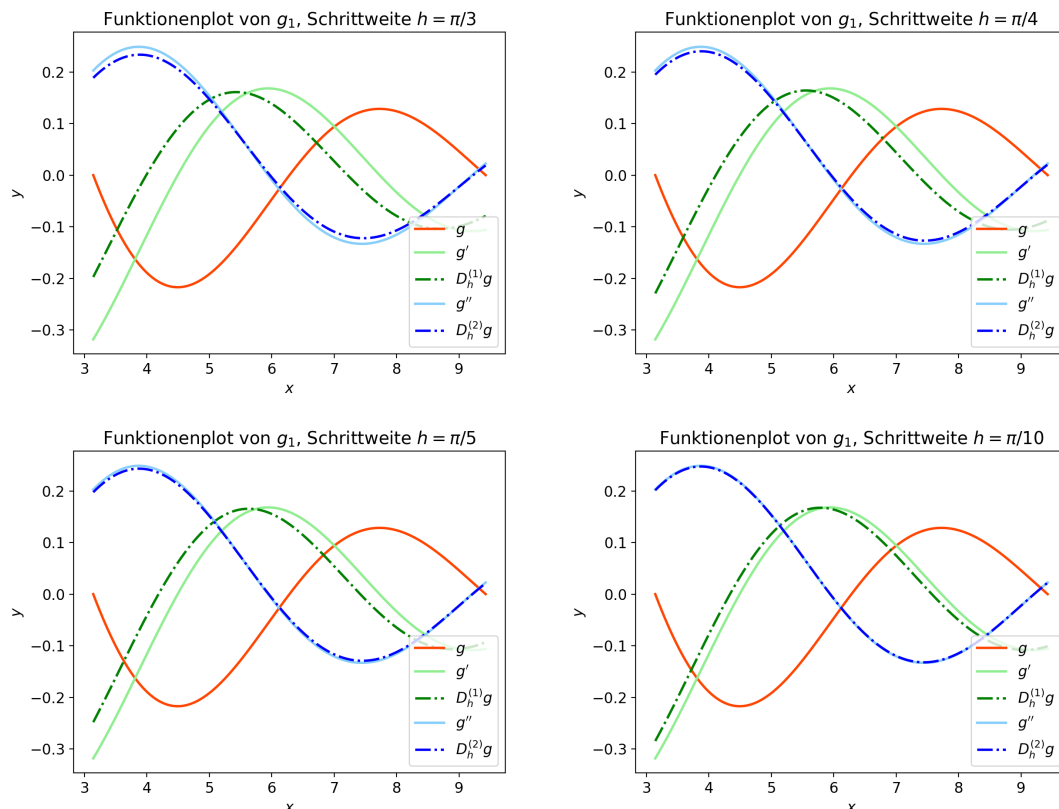 Funktionenplot von g₁, Schrittweite h = π/3
y
0.2
0.1
0.0
−0.1
−0.2
−0.3
3 4 5 6 7 8 9
x
g
g′
D_h^(1) g
g′′
D_h^(2) g
Funktionenplot von g₁, Schrittweite h = π/4
y
0.2
0.1
0.0
−0.1
−0.2
−0.3
3 4 5 6 7 8 9
x
g
g′
D_h^(1) g
g′′
D_h^(2) g
Funktionenplot von g₁, Schrittweite h = π/5
y
0.2
0.1
0.0
−0.1
−0.2
−0.3
3 4 5 6 7 8 9
x
g
g′
D_h^(1) g
g′′
D_h^(2) g
Funktionenplot von g₁, Schrittweite h = π/10
y
0.2
0.1
0.0
−0.1
−0.2
−0.3
3 4 5 6 7 8 9
x
g
g′
D_h^(1) g
g′′
D_h^(2) g